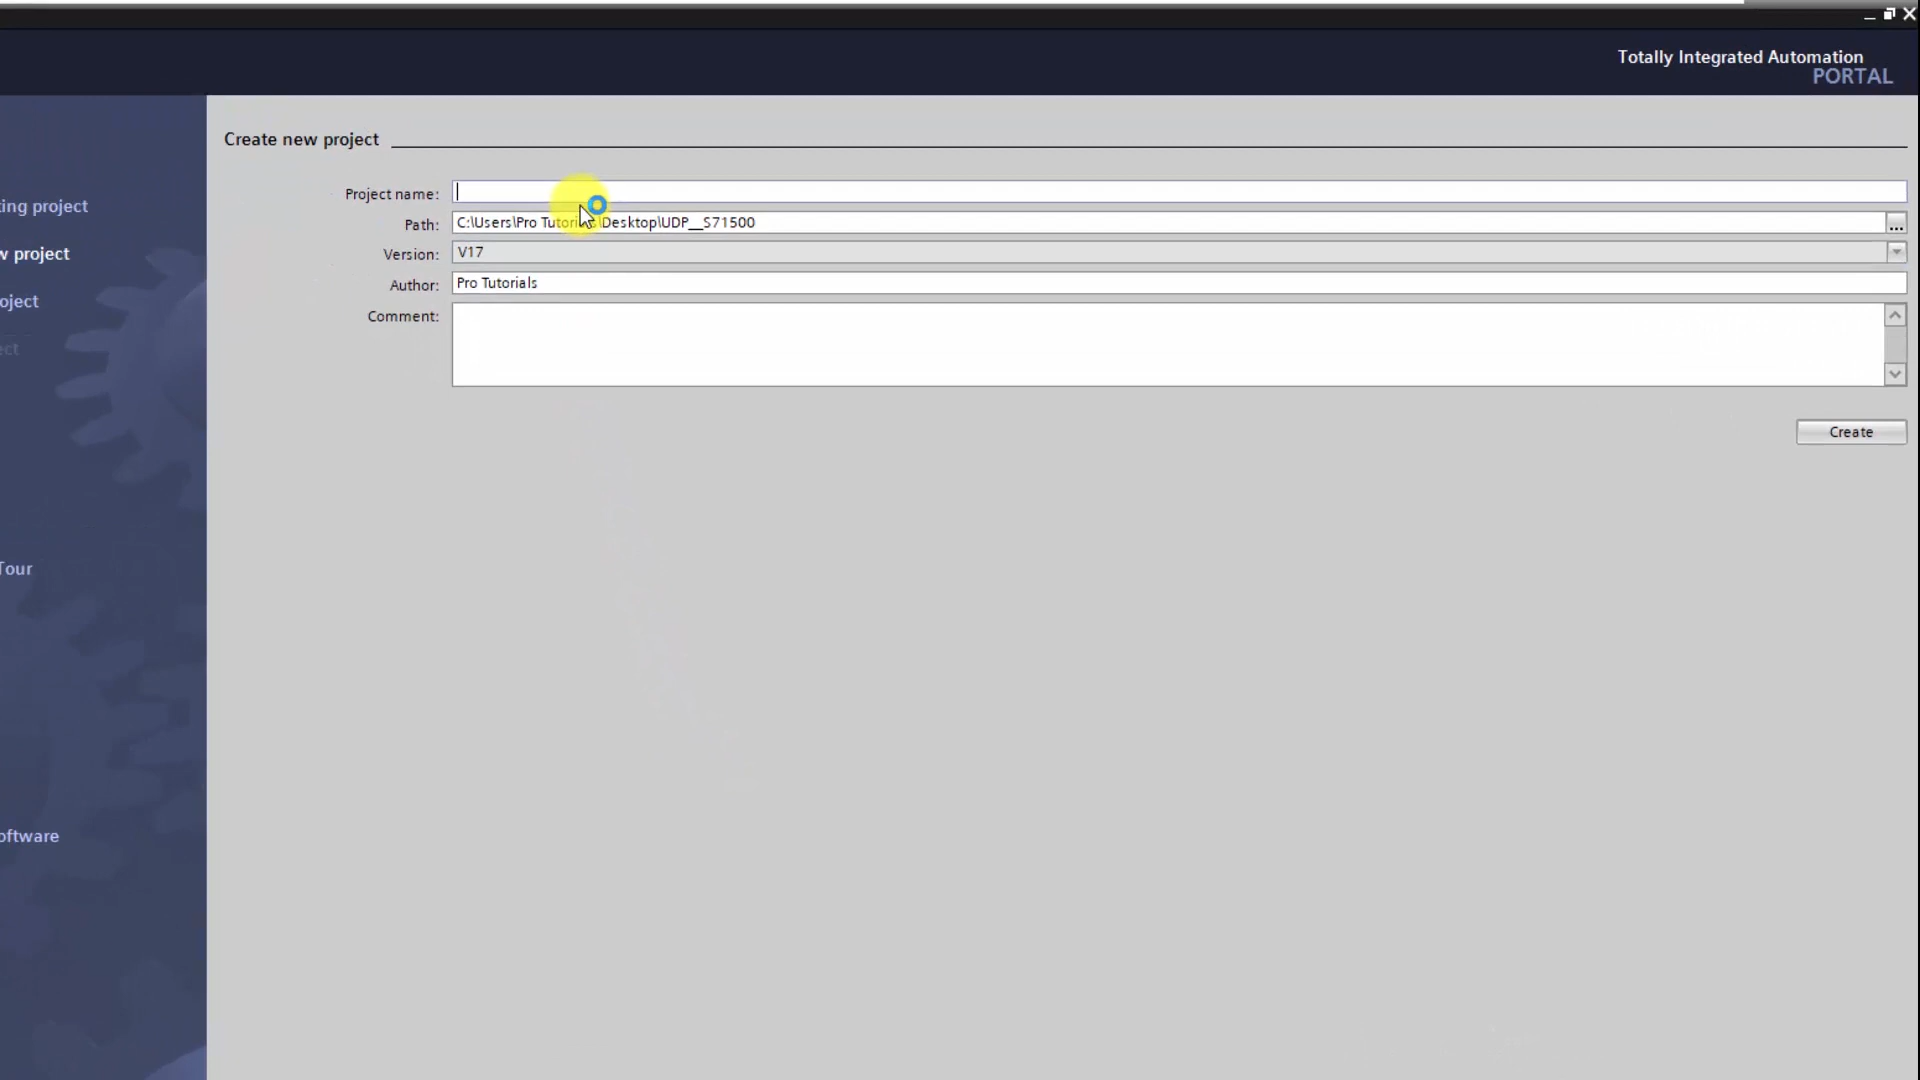 Totally Integrated Automation
PORTAL
Create new project
Project name:
Path: C:\Users\Pro Tutorials\Desktop\UDP__S71500 ...
Version: V17
Author: Pro Tutorials
Comment:
Create
ting project
w project
oject
ect
Tour
oftware